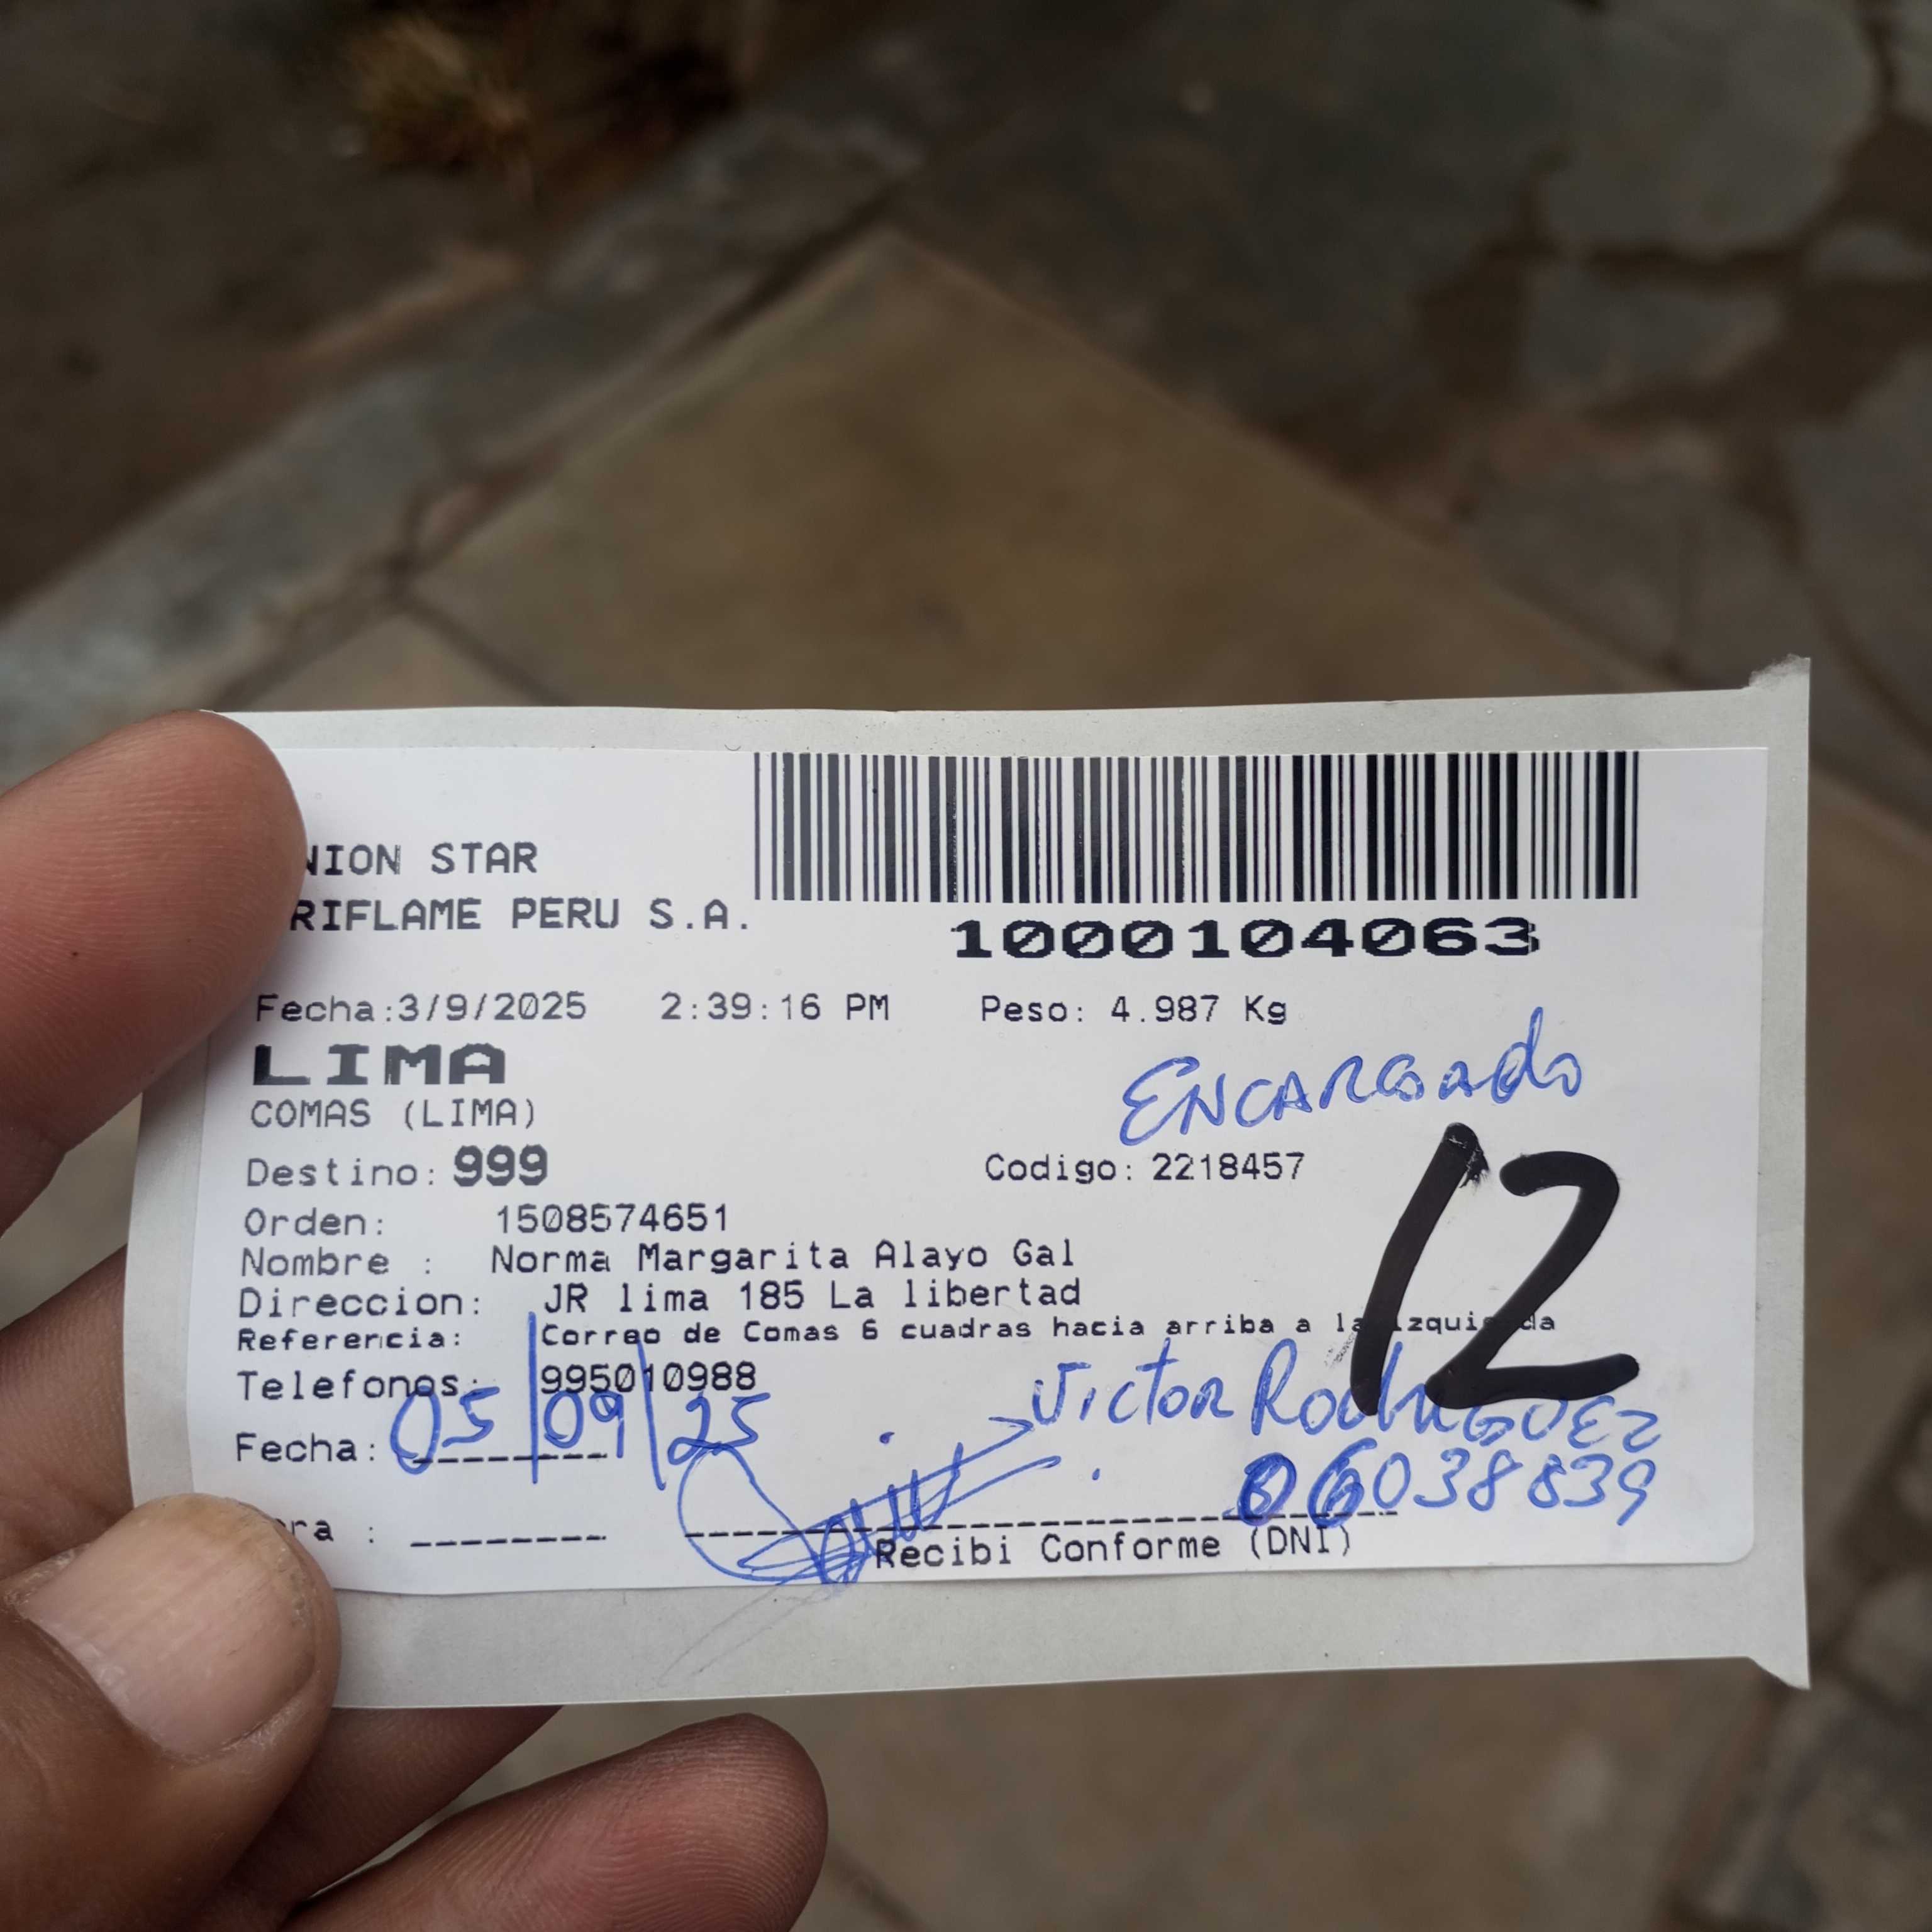 NION STAR
RIFLAME PERU S.A.
1000104063
Fecha:3/9/2025 2:39:16 PM Peso: 4.987 Kg
LIMA
ENCARGADO
COMAS (LIMA)
Destino: 999 Codigo: 2218457
12
Orden: 1508574651
Nombre : Norma Margarita Alayo Gal
Direccion: JR lima 185 La libertad
Referencia: Correo de Comas 6 cuadras hacia arriba a la izquierda
Telefonos: 995010988
Victor Rodriguez
Fecha: 05/09/25
06038839
ra :
Recibi Conforme (DNI)